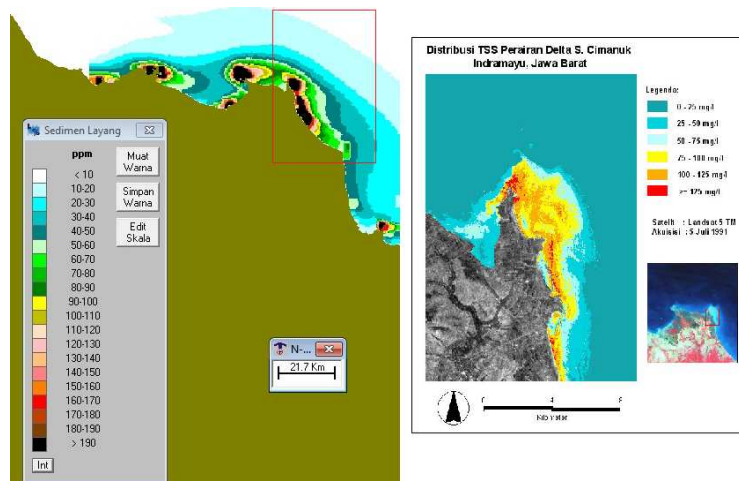 Sedimen Layang
ppm
< 10
10-20
20-30
30-40
40-50
50-60
60-70
70-80
80-90
90-100
100-110
110-120
120-130
130-140
140-150
150-160
160-170
170-180
180-190
> 190
Int
Muat Warna
Simpan Warna
Edit Skala
N-...
21.7 Km
Distribusi TSS Perairan Delta S. Cimanuk
Indramayu, Jawa Barat
Legenda:
0 - 25 mg/l
25 - 50 mg/l
50 - 75 mg/l
75 - 100 mg/l
100 - 125 mg/l
>= 125 mg/l
Satelit : Landsat 5 TM
Akuisisi : 5 Juli 1991
0 4 8
Kilometer